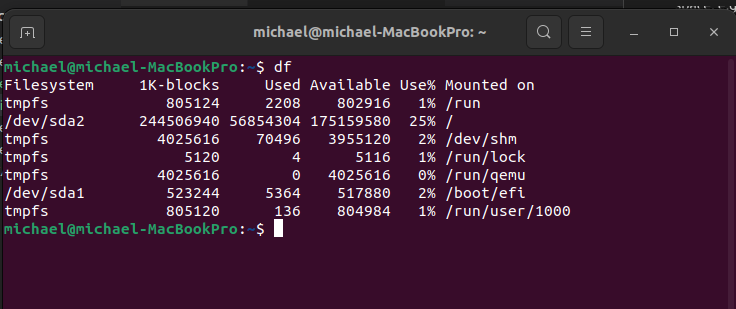 michael@michael-MacBookPro: ~
michael@michael-MacBookPro:~$ df
Filesystem     1K-blocks     Used Available Use% Mounted on
tmpfs             805124     2208    802916   1% /run
/dev/sda2      244506940 56854304 175159580  25% /
tmpfs            4025616    70496   3955120   2% /dev/shm
tmpfs               5120        4      5116   1% /run/lock
tmpfs            4025616        0   4025616   0% /run/qemu
/dev/sda1         523244     5364    517880   2% /boot/efi
tmpfs             805120      136    804984   1% /run/user/1000
michael@michael-MacBookPro:~$